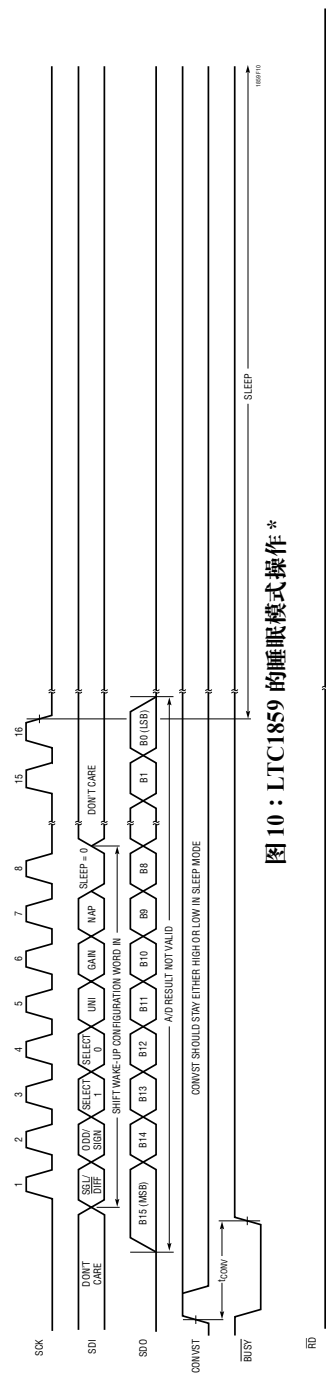 SCK
1
2
3
4
5
6
7
8
15
16
SDI
DON'T
CARE
SGL/
DIFF
ODD/
SIGN
SELECT
1
SELECT
0
UNI
GAIN
NAP
SLEEP = 0
DON'T CARE
SHIFT WAKE-UP CONFIGURATION WORD IN
SDO
B15 (MSB)
B14
B13
B12
B11
B10
B9
B8
B1
B0 (LSB)
A/D RESULT NOT VALID
CONVST
CONVST SHOULD STAY EITHER HIGH OR LOW IN SLEEP MODE
tCONV
BUSY
SLEEP
RD
1859 F10
图 10：LTC1859 的睡眠模式操作 *